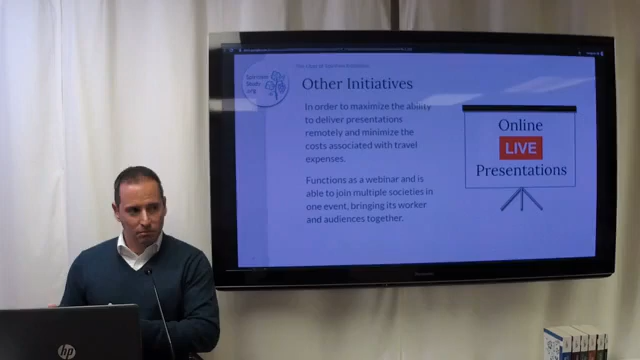 Other Initiatives
In order to maximize the ability
to deliver presentations
remotely and minimize the
costs associated with travel
expenses.
Functions as a webinar and is
able to join multiple societies in
one event, bringing its worker
and audiences together.
Online
LIVE
Presentations
hp